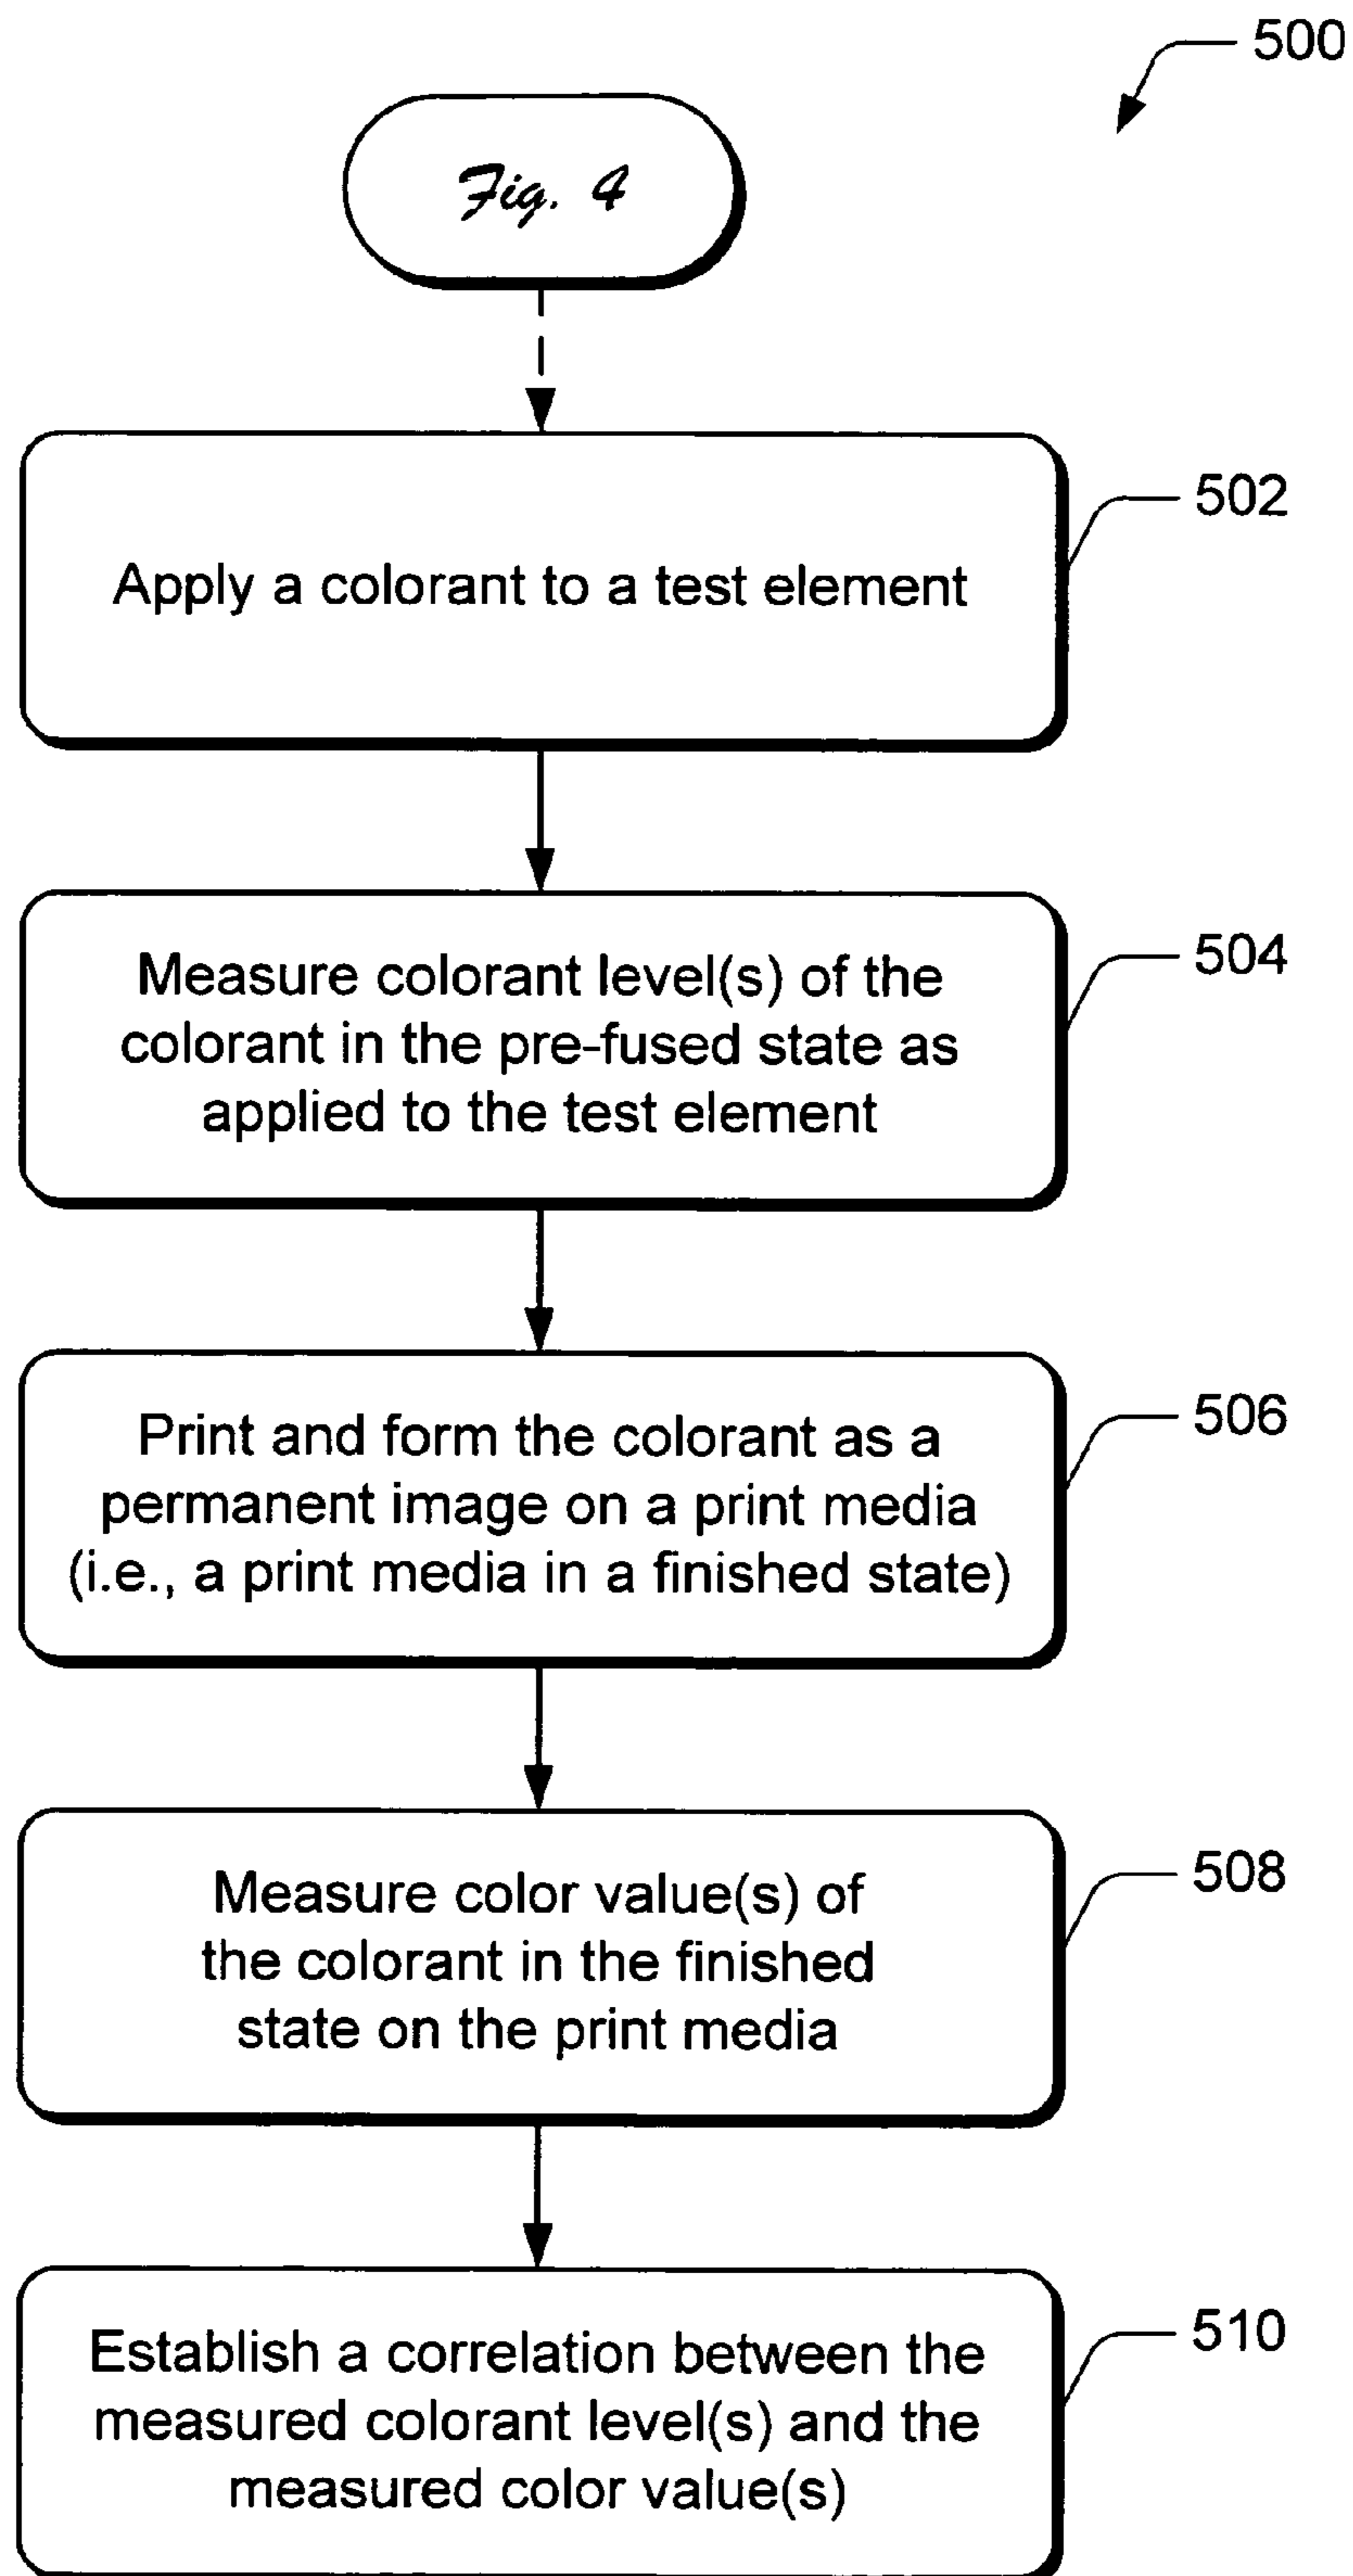 500
Fig. 4
Apply a colorant to a test element
502
Measure colorant level(s) of the
colorant in the pre-fused state as
applied to the test element
504
Print and form the colorant as a
permanent image on a print media
(i.e., a print media in a finished state)
506
Measure color value(s) of
the colorant in the finished
state on the print media
508
Establish a correlation between the
measured colorant level(s) and the
measured color value(s)
510